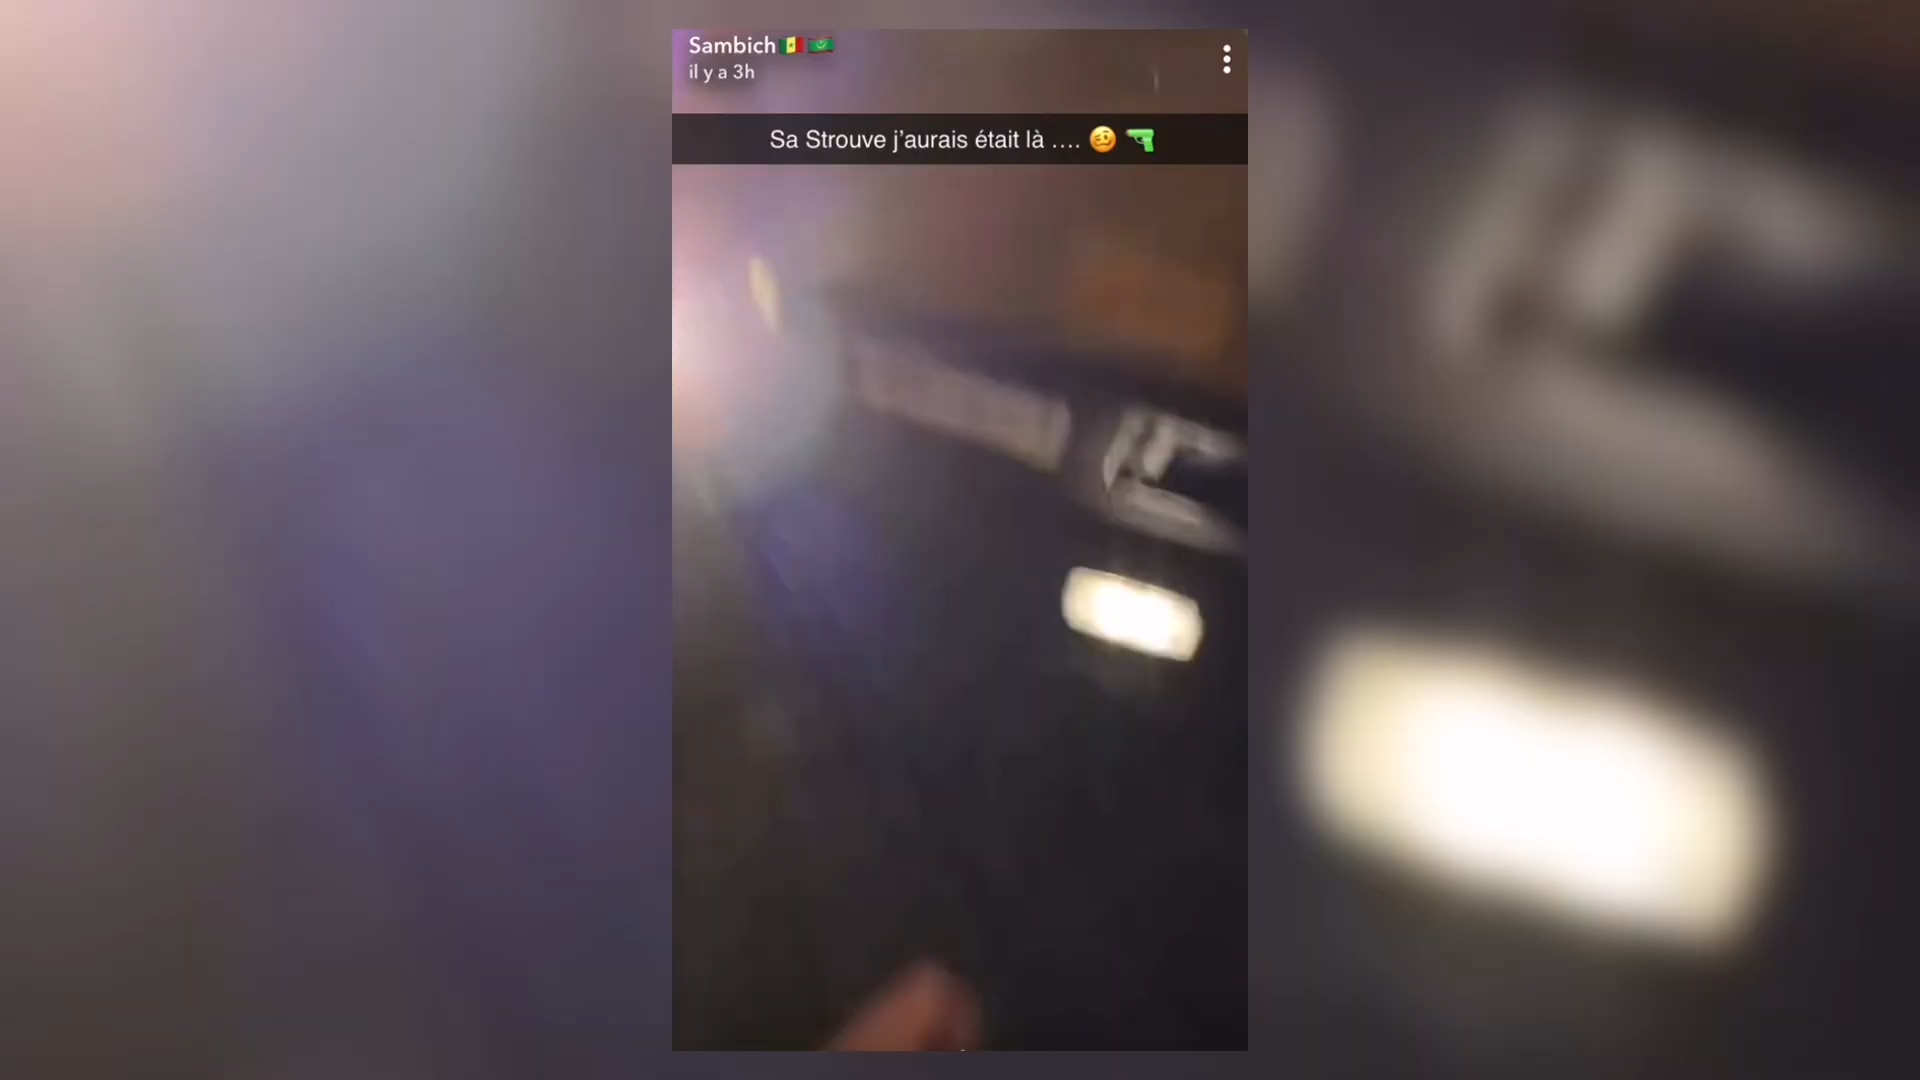 Sambich🇸🇳🇲🇷
il y a 3h
Sa Strouve j’aurais était là .... 🥴 🔫